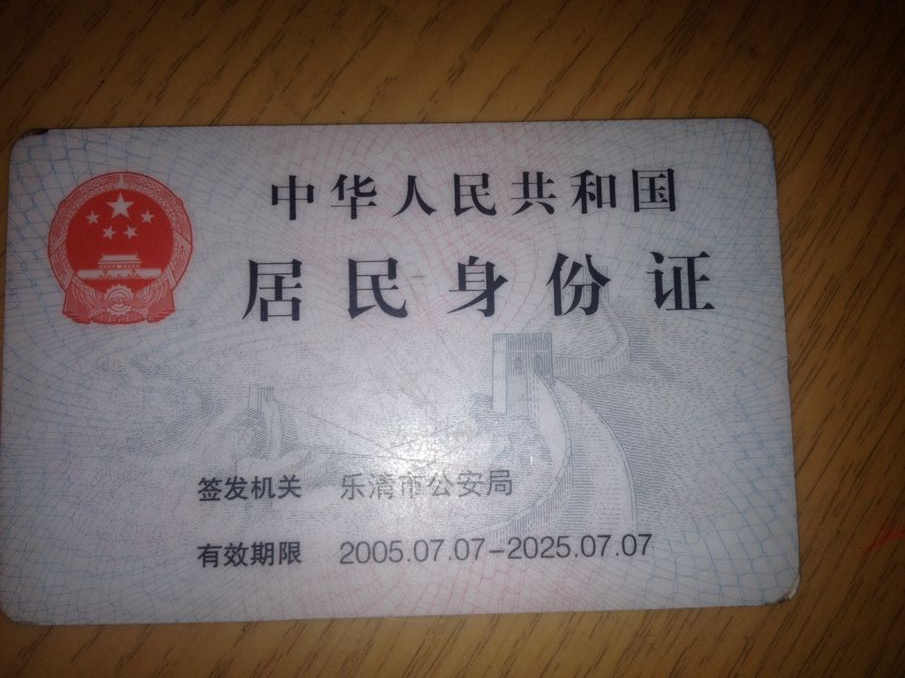 中华人民共和国
居民身份证
签发机关 乐清市公安局
有效期限 2005.07.07-2025.07.07